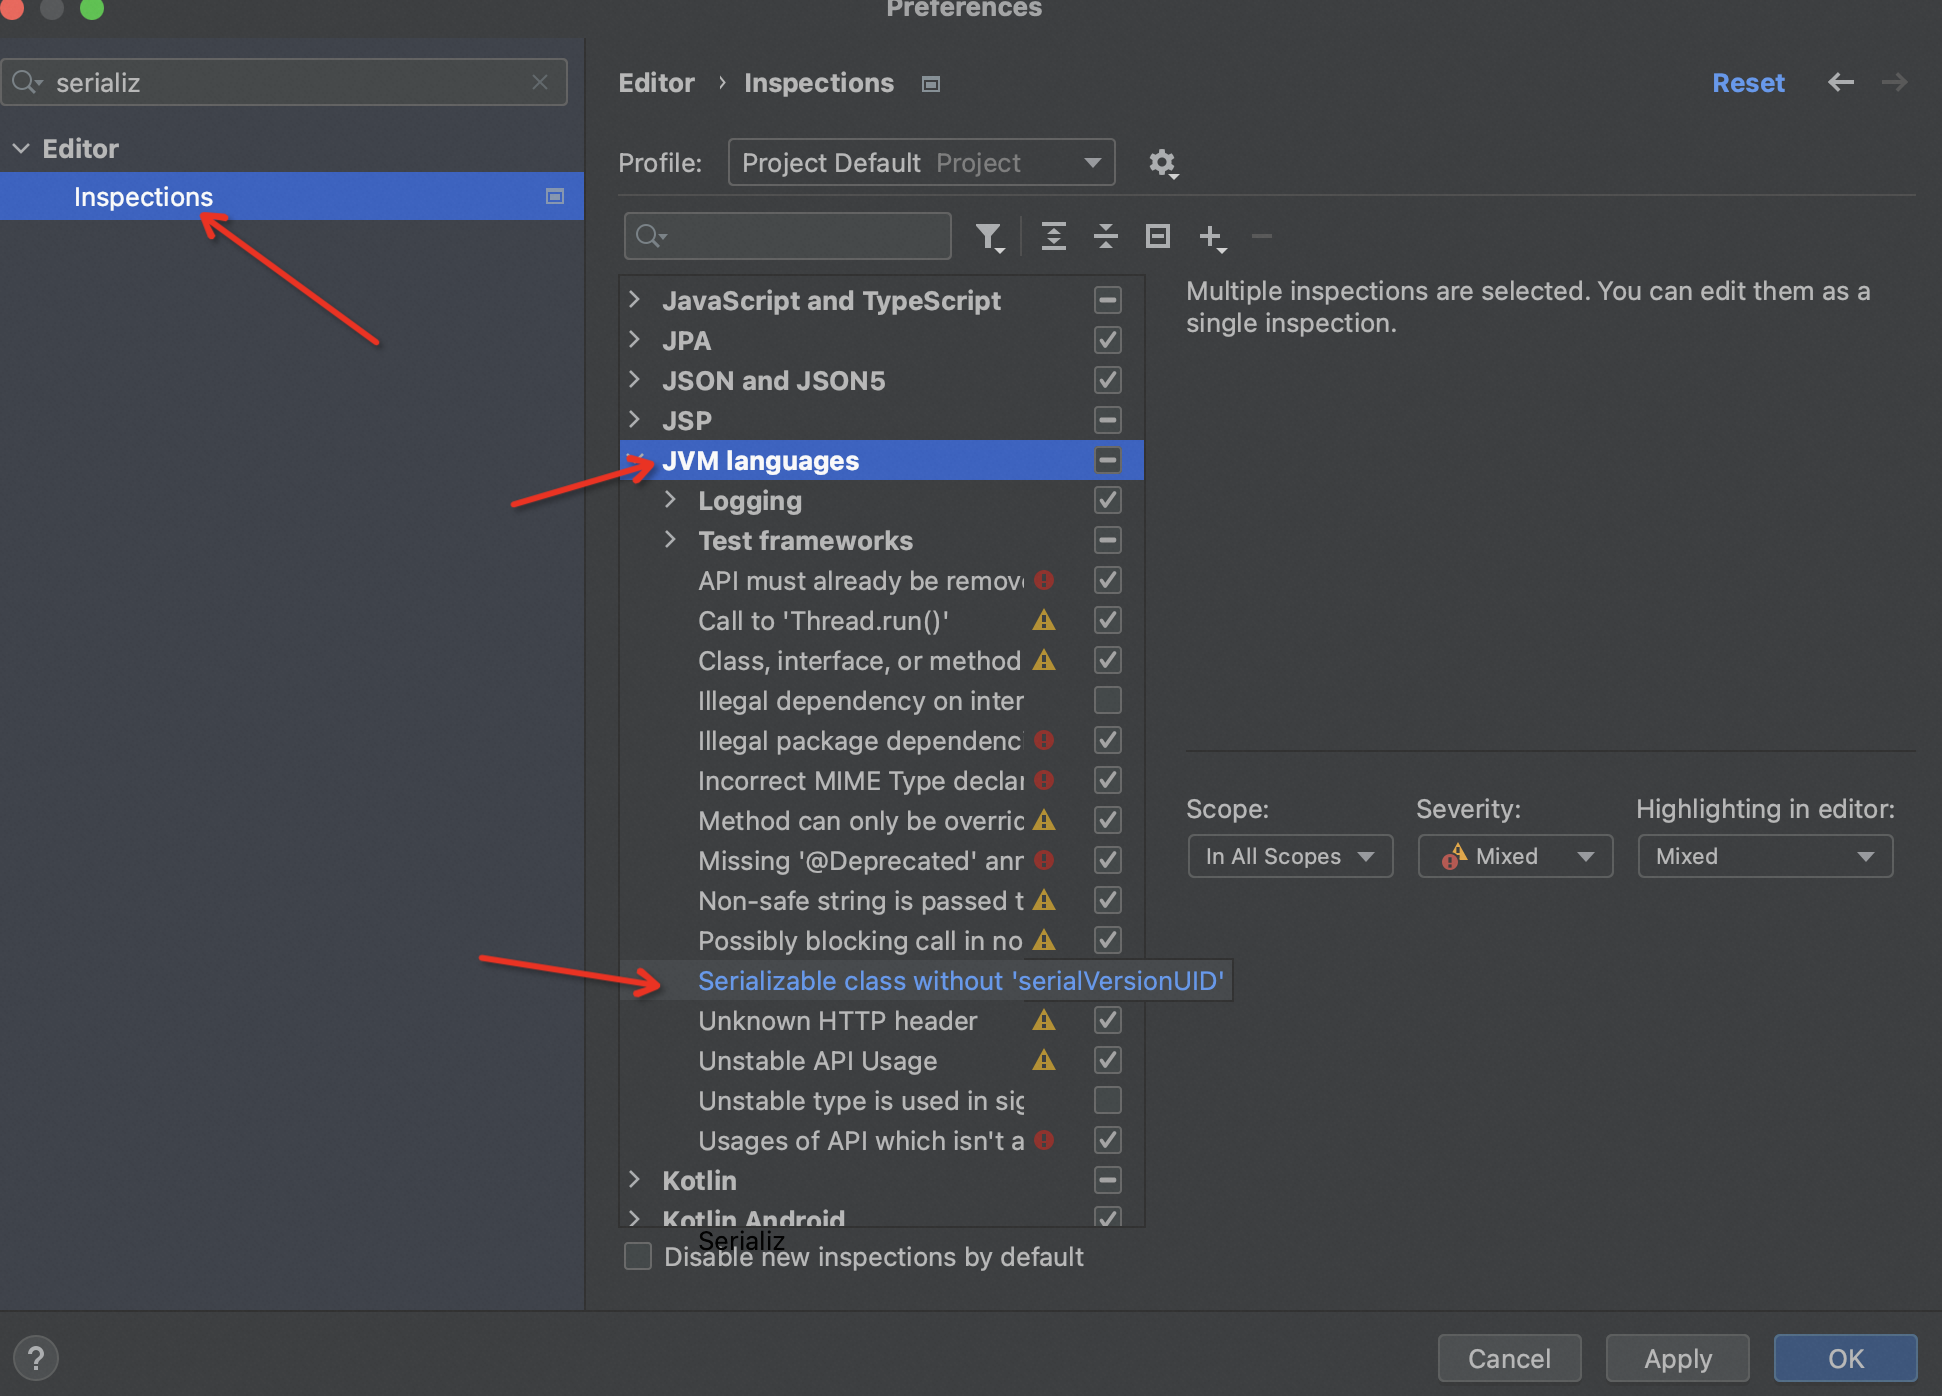 Preferences
serializ
Editor
Inspections
Editor › Inspections
Reset
Profile: Project Default Project
JavaScript and TypeScript
JPA
JSON and JSON5
JSP
JVM languages
Logging
Test frameworks
API must already be remov
Call to 'Thread.run()'
Class, interface, or method
Illegal dependency on inter
Illegal package dependenci
Incorrect MIME Type declar
Method can only be overric
Missing '@Deprecated' ann
Non-safe string is passed t
Possibly blocking call in no
Serializable class without 'serialVersionUID'
Unknown HTTP header
Unstable API Usage
Unstable type is used in sig
Usages of API which isn't a
Kotlin
Kotlin Android
Serializ
Disable new inspections by default
Multiple inspections are selected. You can edit them as a
single inspection.
Scope: Severity: Highlighting in editor:
In All Scopes Mixed Mixed
?
Cancel Apply OK